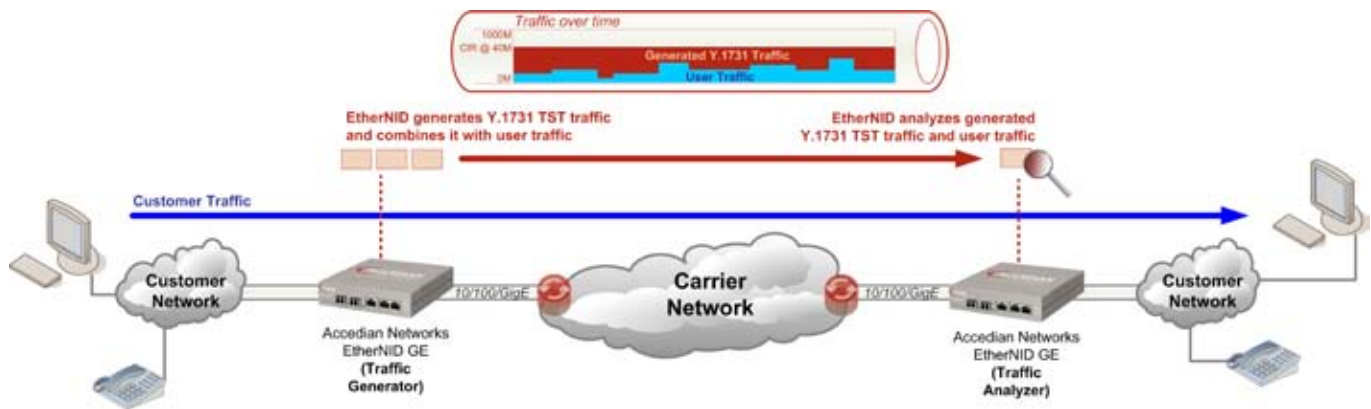 Traffic over time
1000M
CIR @ 40M
Generated Y.1731 Traffic
User Traffic
0M
EtherNID generates Y.1731 TST traffic
and combines it with user traffic
EtherNID analyzes generated
Y.1731 TST traffic and user traffic
Customer Traffic
Customer
Network
10/100/GigE
Carrier
Network
10/100/GigE
Customer
Network
Accedian Networks
EtherNID GE
(Traffic
Generator)
Accedian Networks
EtherNID GE
(Traffic
Analyzer)